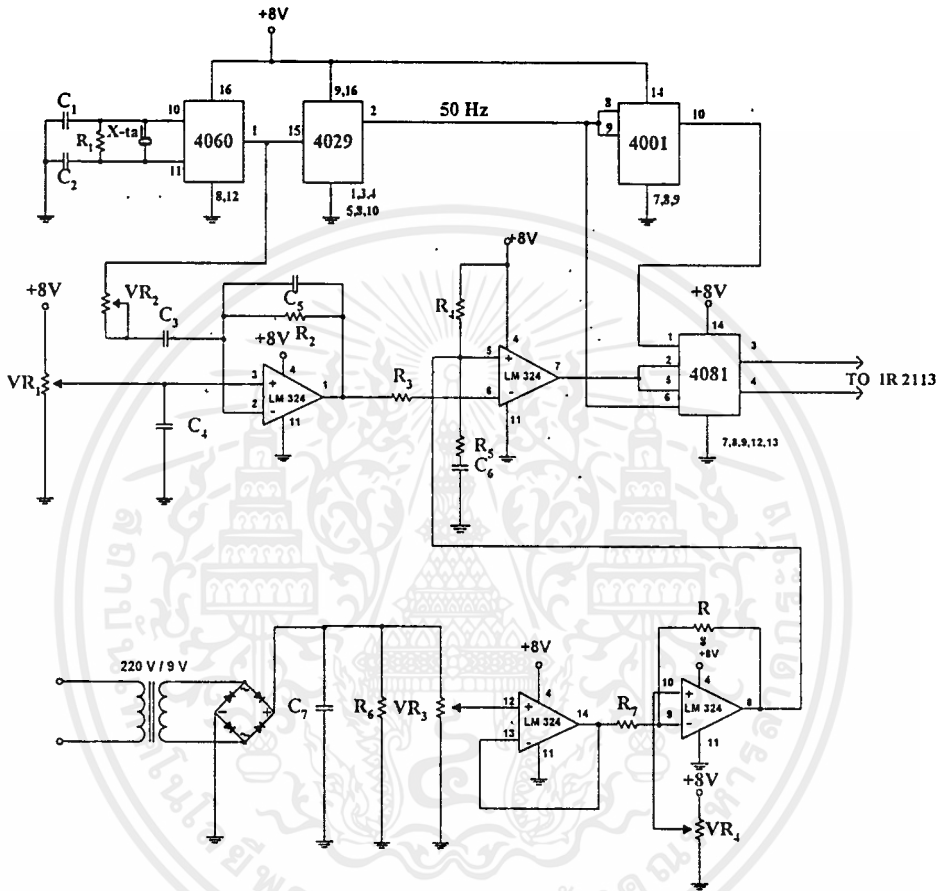 +8V
C1
R1
X-tal
C2
10
11
16
4060
1
8,12
15
9,16
4029
2
1,3,4
5,8,10
50 Hz
8
9
14
4001
10
7,8,9
+8V
VR1
VR2
C3
C4
C5
R2
+8V
3
2
4
LM 324
1
11
R3
+8V
R4
5
6
4
LM 324
7
11
R5
C6
+8V
14
1
2
5
6
4081
3
4
TO IR 2113
7,8,9,12,13
220 V / 9 V
C7
R6
VR3
+8V
12
13
4
LM 324
14
11
R7
R8
+8V
10
9
4
LM 324
8
11
+8V
VR4